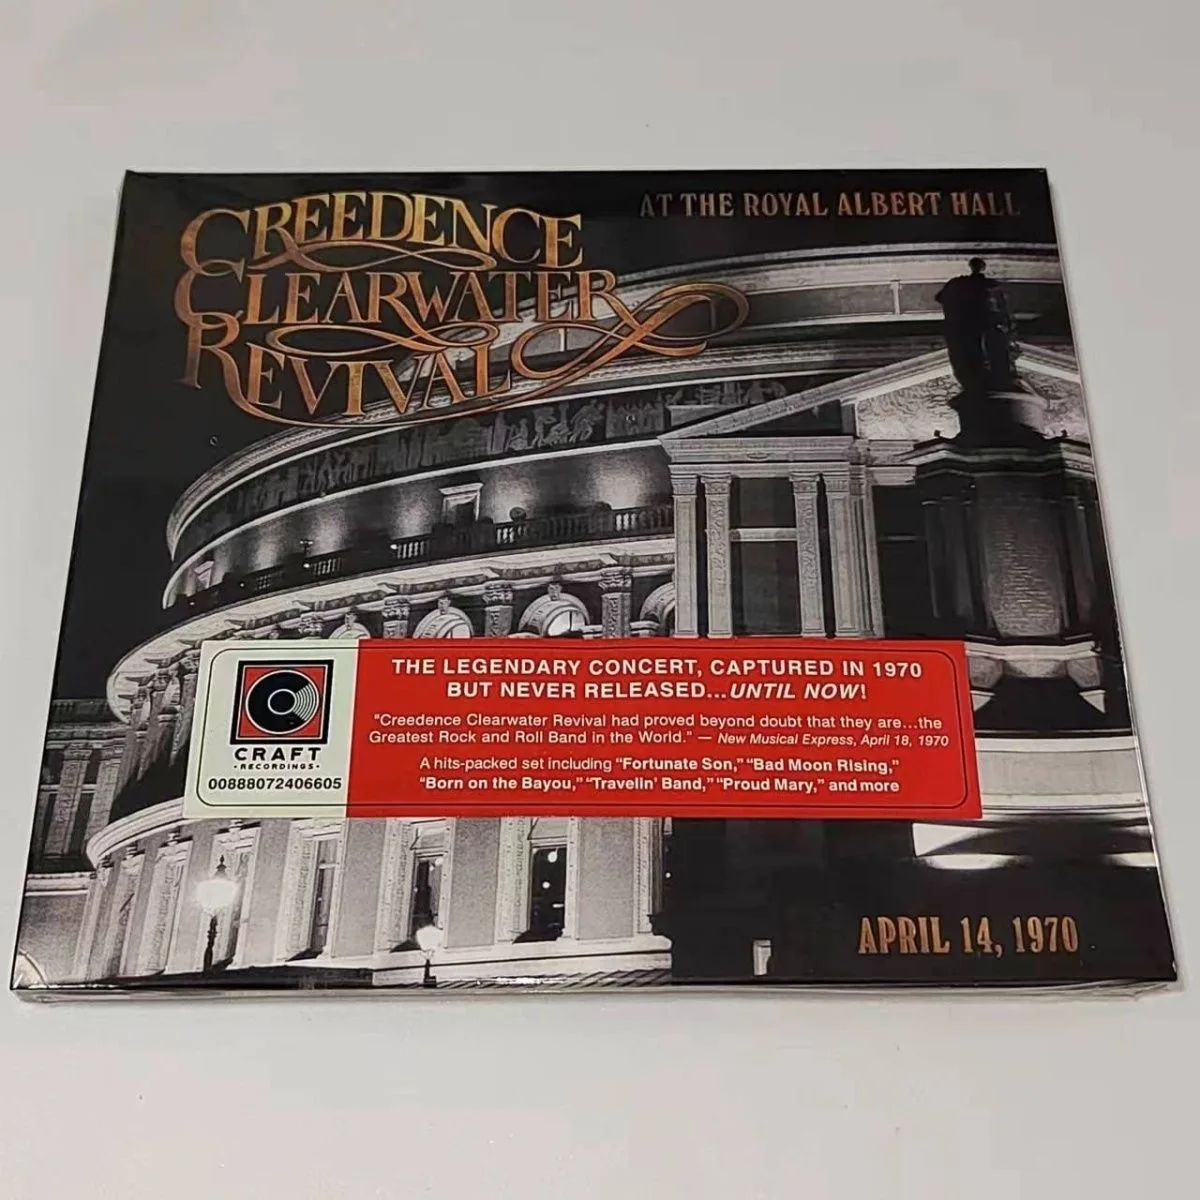 CREEDENCE
CLEARWATER
REVIVAL
AT THE ROYAL ALBERT HALL
CRAFT
·RECORDINGS·
00888072406605
THE LEGENDARY CONCERT, CAPTURED IN 1970
BUT NEVER RELEASED...UNTIL NOW!
"Creedence Clearwater Revival had proved beyond doubt that they are...the
Greatest Rock and Roll Band in the World." — New Musical Express, April 18, 1970
A hits-packed set including “Fortunate Son,” “Bad Moon Rising,”
“Born on the Bayou,” “Travelin’ Band,” “Proud Mary,” and more
APRIL 14, 1970